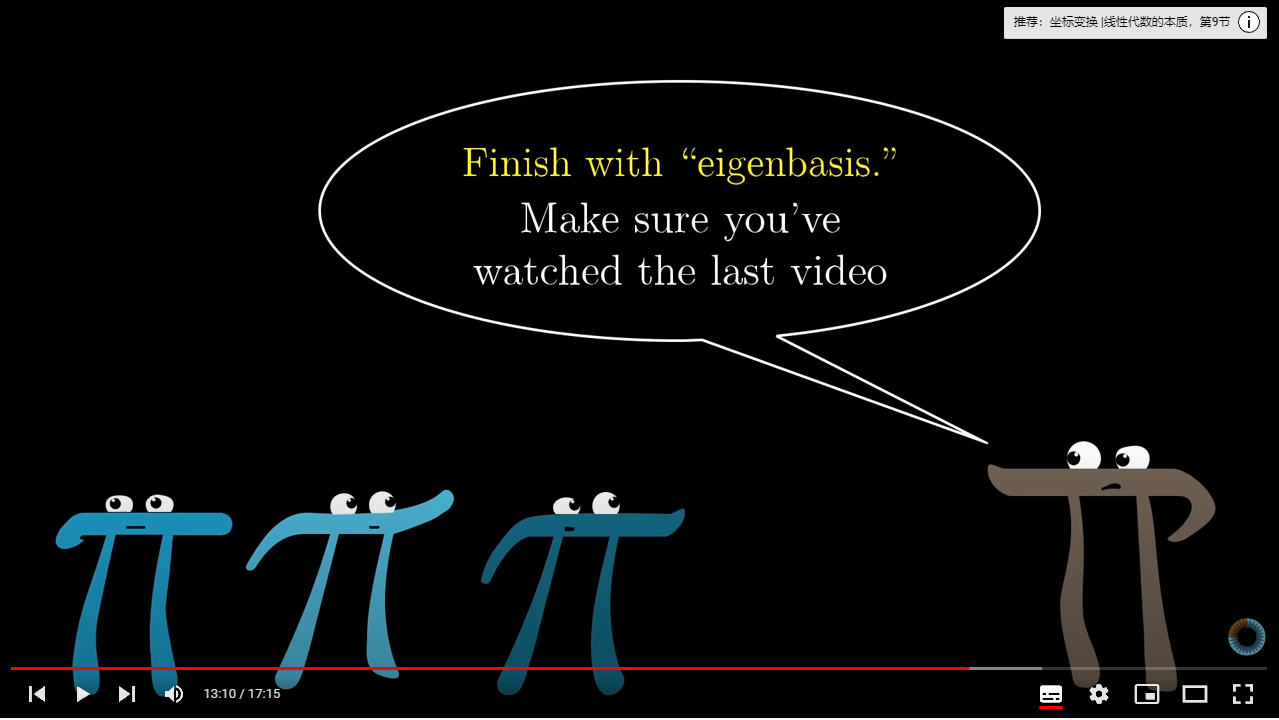 推荐：坐标变换 |线性代数的本质，第9节
Finish with “eigenbasis.”
Make sure you’ve
watched the last video
13:10 / 17:15